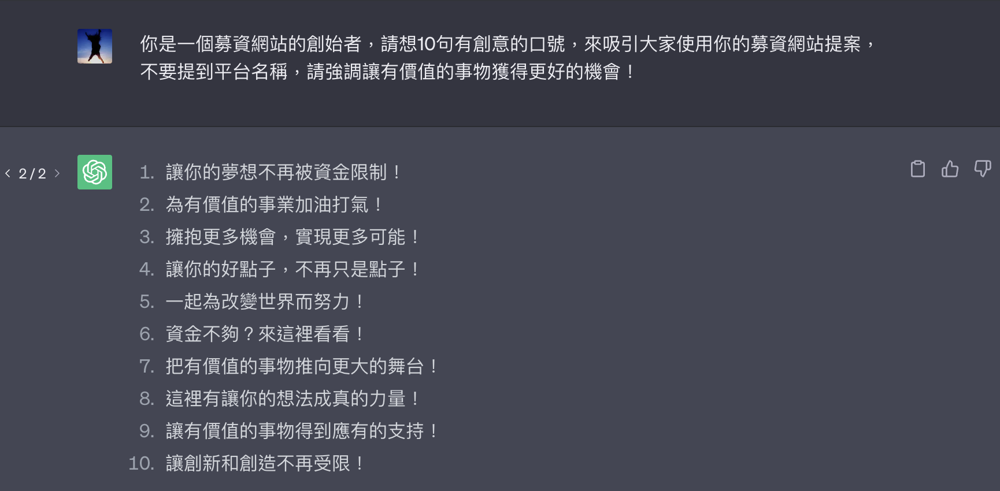 你是一個募資網站的創始者，請想10句有創意的口號，來吸引大家使用你的募資網站提案，
不要提到平台名稱，請強調讓有價值的事物獲得更好的機會！
< 2 / 2 >
1. 讓你的夢想不再被資金限制！
2. 為有價值的事業加油打氣！
3. 擁抱更多機會，實現更多可能！
4. 讓你的好點子，不再只是點子！
5. 一起為改變世界而努力！
6. 資金不夠？來這裡看看！
7. 把有價值的事物推向更大的舞台！
8. 這裡有讓你的想法成真的力量！
9. 讓有價值的事物得到應有的支持！
10. 讓創新和創造不再受限！